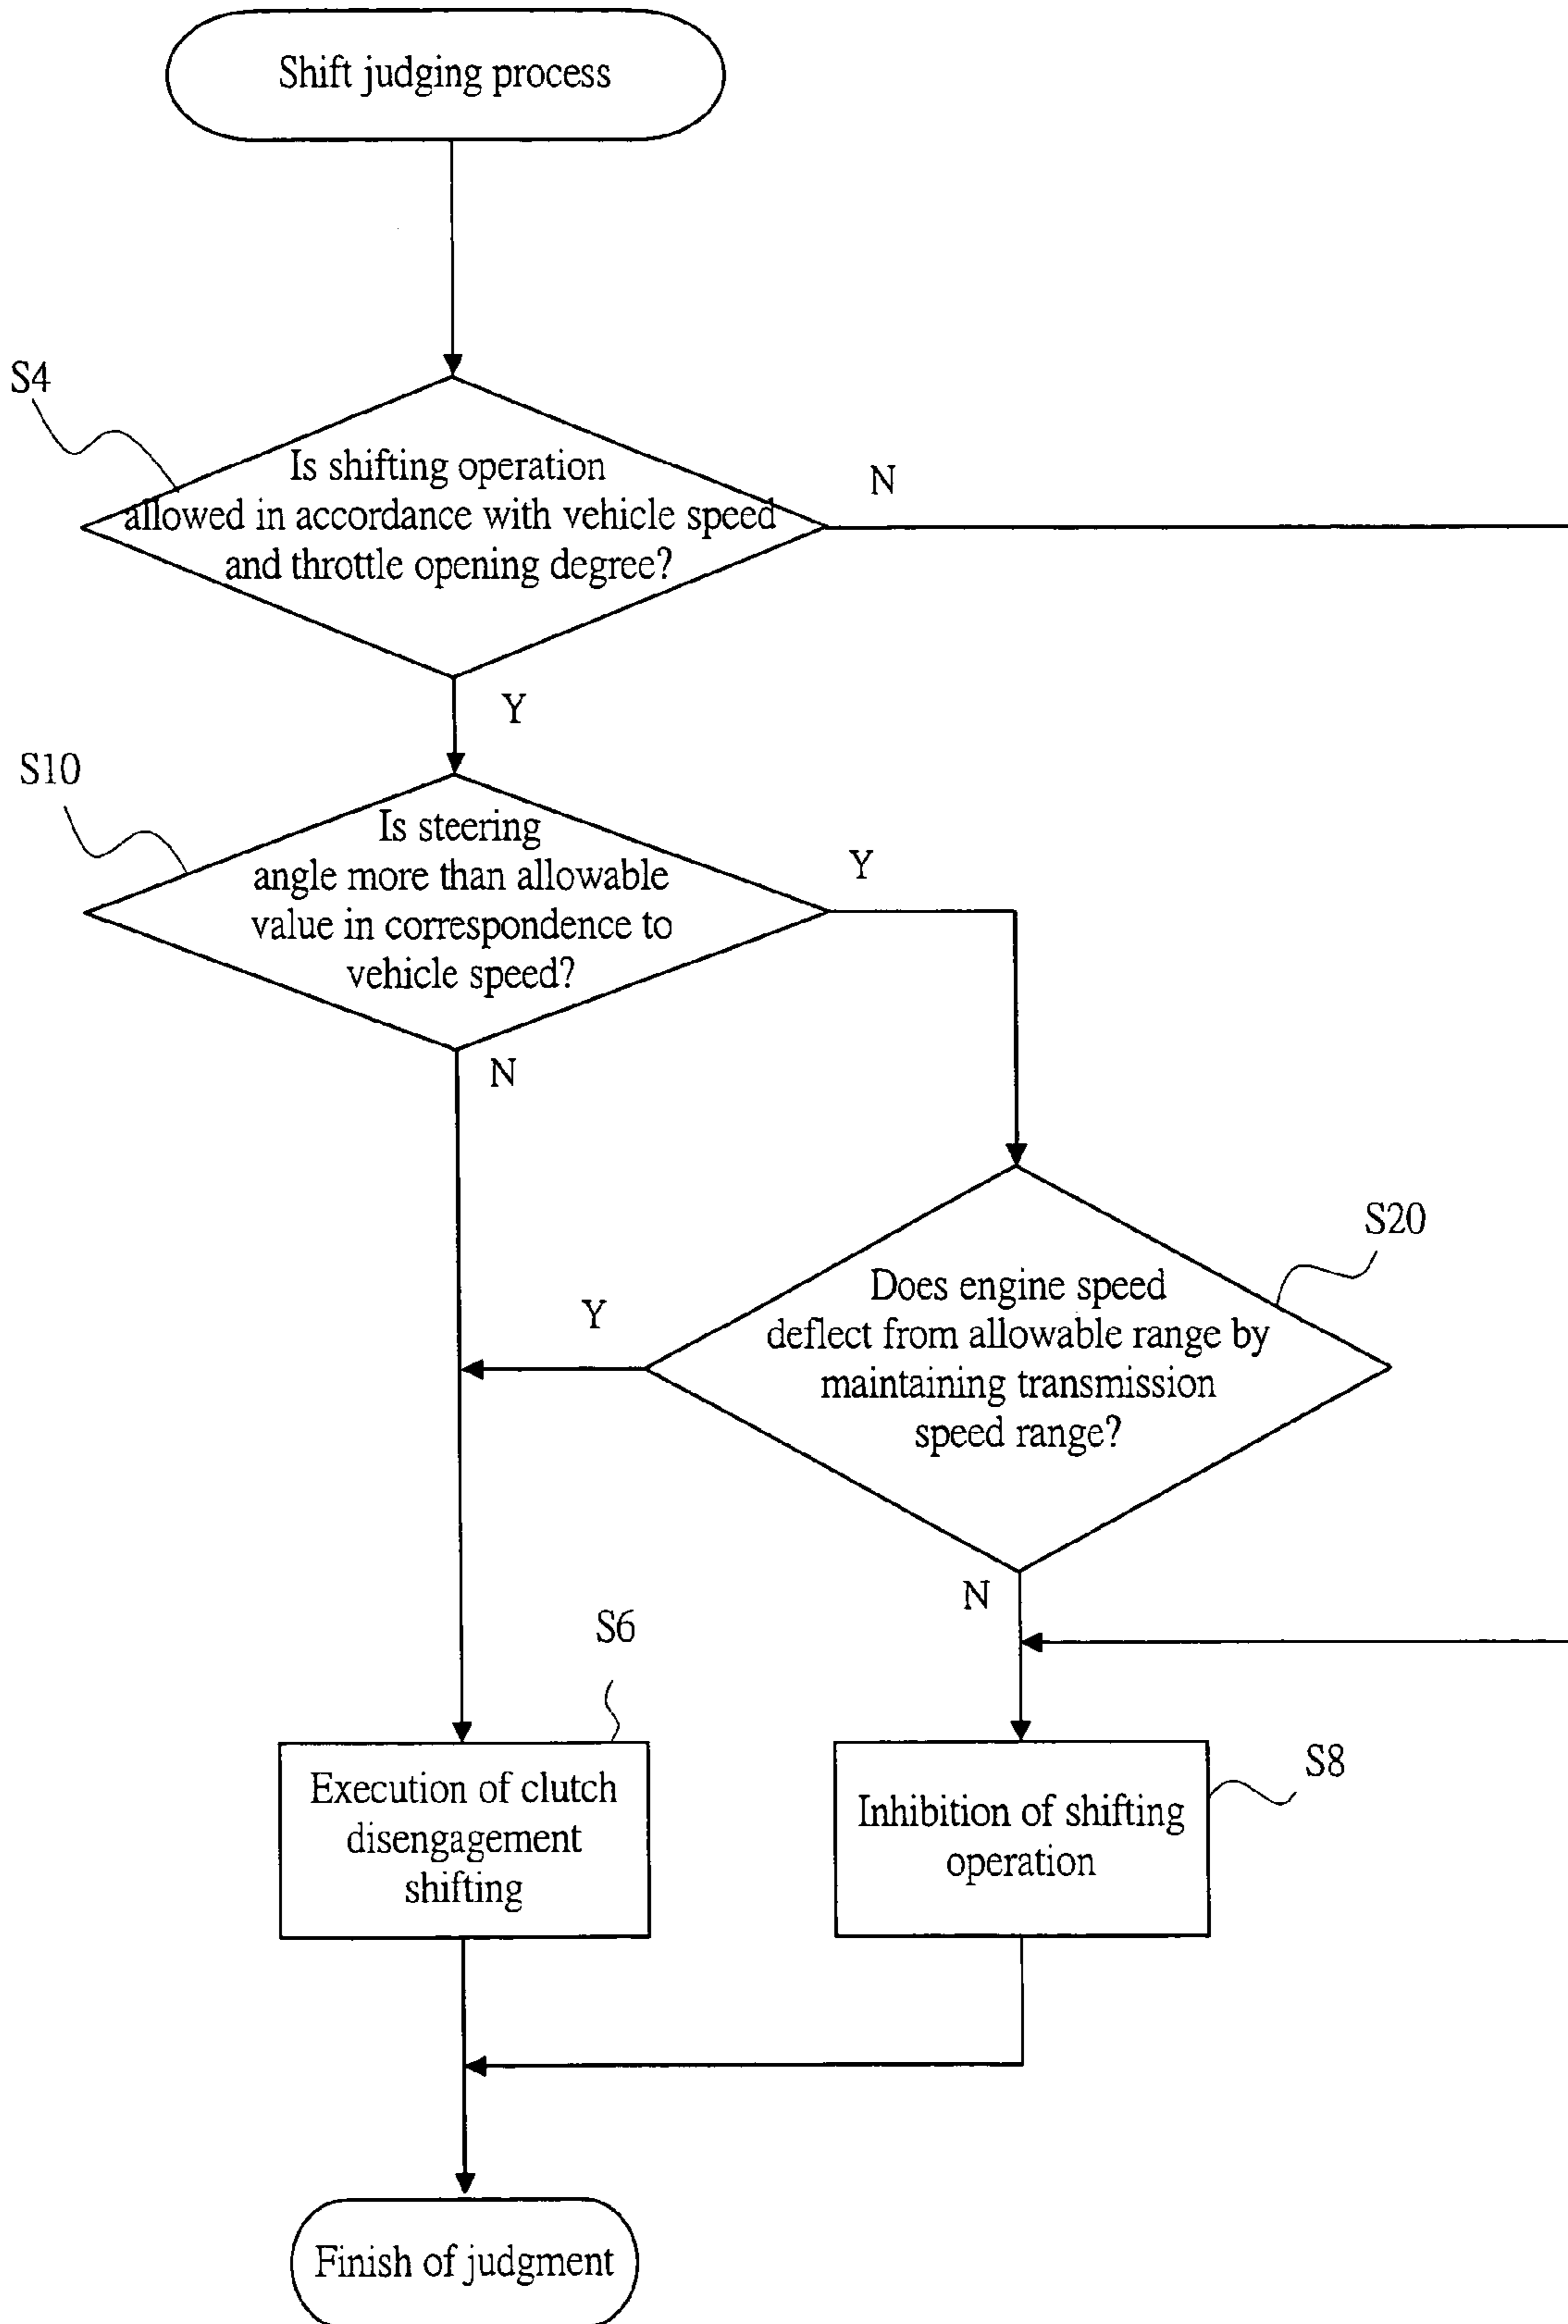 Shift judging process
S4
Is shifting operation
allowed in accordance with vehicle speed
and throttle opening degree?
N
Y
S10
Is steering
angle more than allowable
value in correspondence to
vehicle speed?
Y
N
S20
Does engine speed
deflect from allowable range by
maintaining transmission
speed range?
Y
N
S6
Execution of clutch
disengagement
shifting
S8
Inhibition of shifting
operation
Finish of judgment